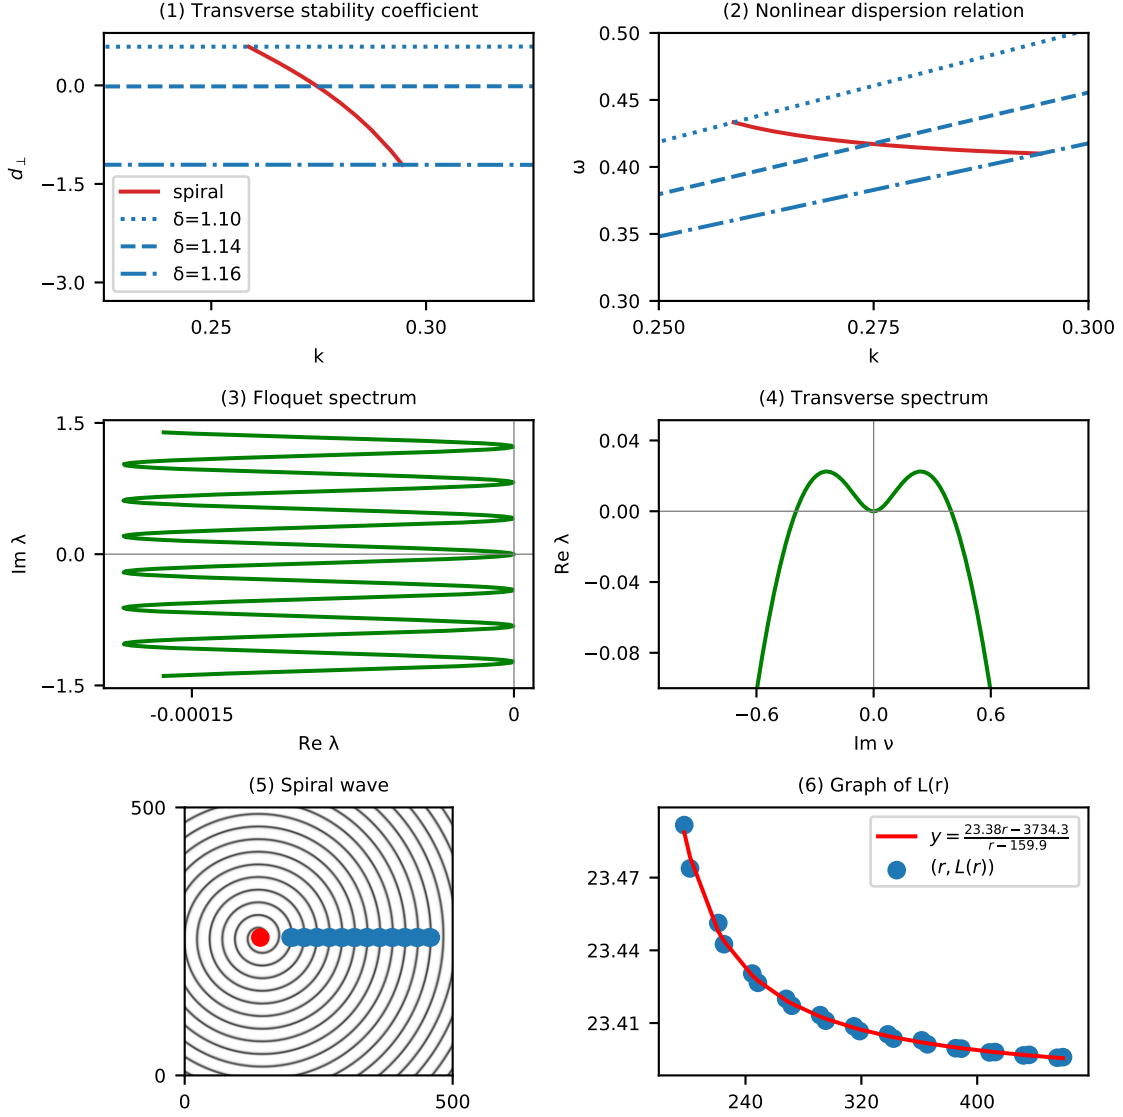 (1) Transverse stability coefficient
0.0
−1.5
−3.0
d⊥
spiral
δ=1.10
δ=1.14
δ=1.16
0.25
0.30
k
(2) Nonlinear dispersion relation
0.50
0.45
0.40
0.35
0.30
ω
0.250
0.275
0.300
k
(3) Floquet spectrum
1.5
0.0
−1.5
Im λ
-0.00015
0
Re λ
(4) Transverse spectrum
0.04
0.00
−0.04
−0.08
Re λ
−0.6
0.0
0.6
Im ν
(5) Spiral wave
500
0
0
500
(6) Graph of L(r)
y = (23.38r−3734.3)/(r−159.9)
(r, L(r))
23.47
23.44
23.41
240
320
400